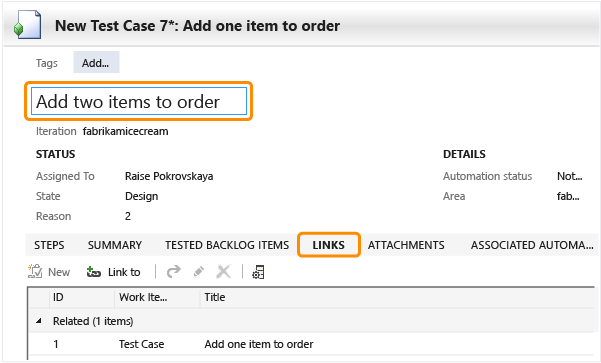 New Test Case 7*: Add one item to order
Tags Add...
Add two items to order
Iteration fabrikamicecream
STATUS DETAILS
Assigned To Raise Pokrovskaya Automation status Not...
State Design Area fab...
Reason 2
STEPS SUMMARY TESTED BACKLOG ITEMS LINKS ATTACHMENTS ASSOCIATED AUTOMA...
New Link to
ID Work Ite... Title
Related (1 items)
1 Test Case Add one item to order